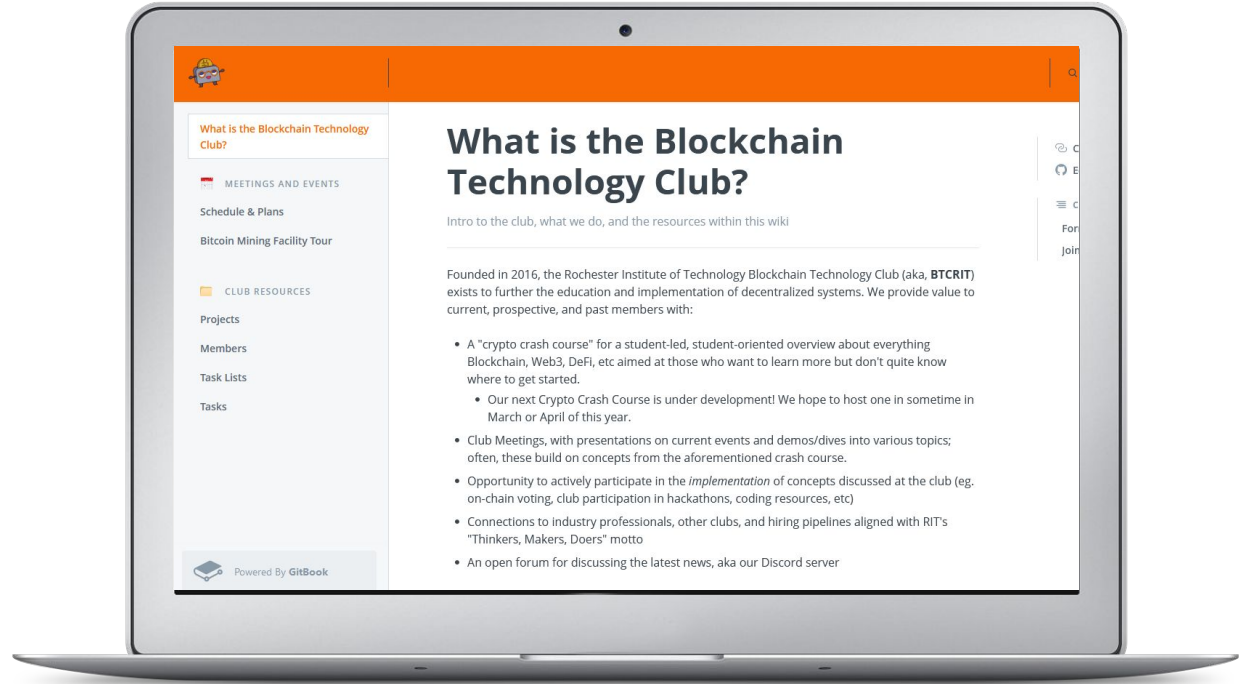 What is the Blockchain Technology
Club?
MEETINGS AND EVENTS
Schedule & Plans
Bitcoin Mining Facility Tour
CLUB RESOURCES
Projects
Members
Task Lists
Tasks
Powered By GitBook
What is the Blockchain
Technology Club?
Intro to the club, what we do, and the resources within this wiki
Founded in 2016, the Rochester Institute of Technology Blockchain Technology Club (aka, BTCRIT)
exists to further the education and implementation of decentralized systems. We provide value to
current, prospective, and past members with:
• A "crypto crash course" for a student-led, student-oriented overview about everything
Blockchain, Web3, DeFi, etc aimed at those who want to learn more but don't quite know
where to get started.
• Our next Crypto Crash Course is under development! We hope to host one in sometime in
March or April of this year.
• Club Meetings, with presentations on current events and demos/dives into various topics;
often, these build on concepts from the aforementioned crash course.
• Opportunity to actively participate in the implementation of concepts discussed at the club (eg.
on-chain voting, club participation in hackathons, coding resources, etc)
• Connections to industry professionals, other clubs, and hiring pipelines aligned with RIT's
"Thinkers, Makers, Doers" motto
• An open forum for discussing the latest news, aka our Discord server
Join